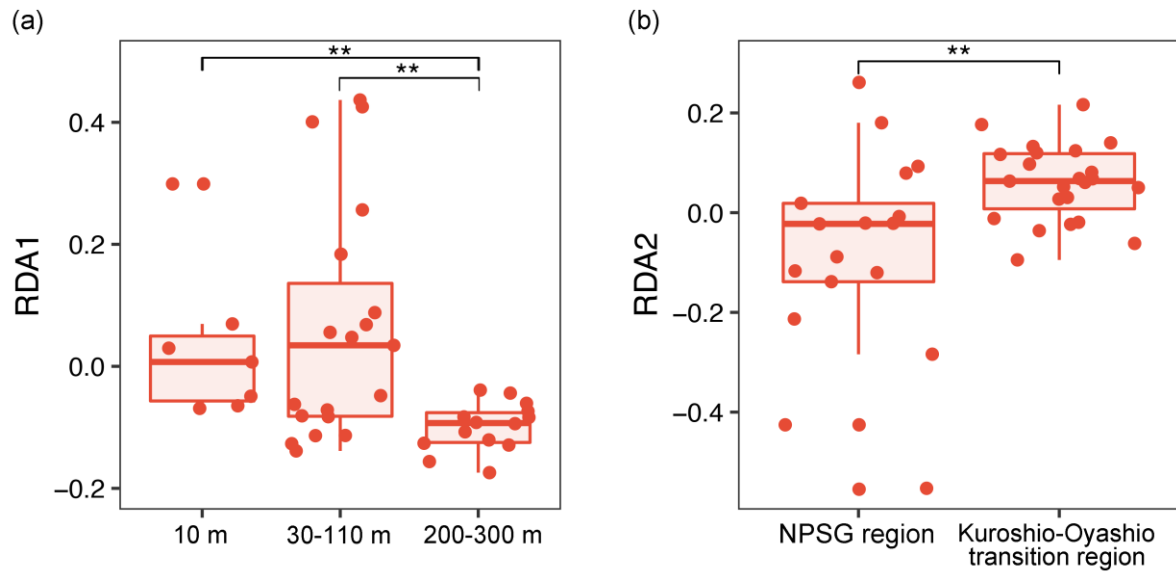 (a)
**
**
RDA1
0.4
0.2
0.0
−0.2
10 m
30-110 m
200-300 m
(b)
**
RDA2
0.2
0.0
−0.2
−0.4
NPSG region
Kuroshio-Oyashio
transition region